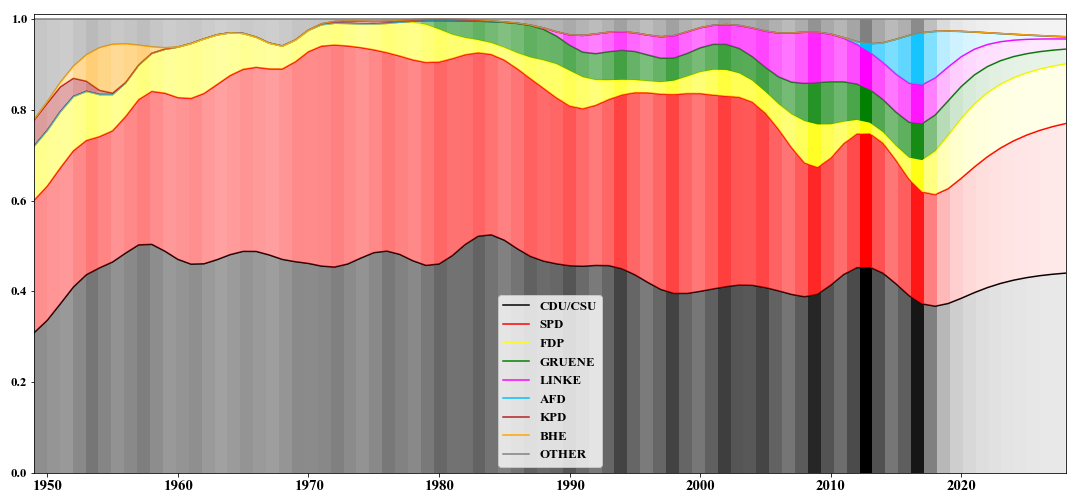 1.0
0.8
0.6
0.4
0.2
0.0
CDU/CSU
SPD
FDP
GRUENE
LINKE
AFD
KPD
BHE
OTHER
1950 1960 1970 1980 1990 2000 2010 2020